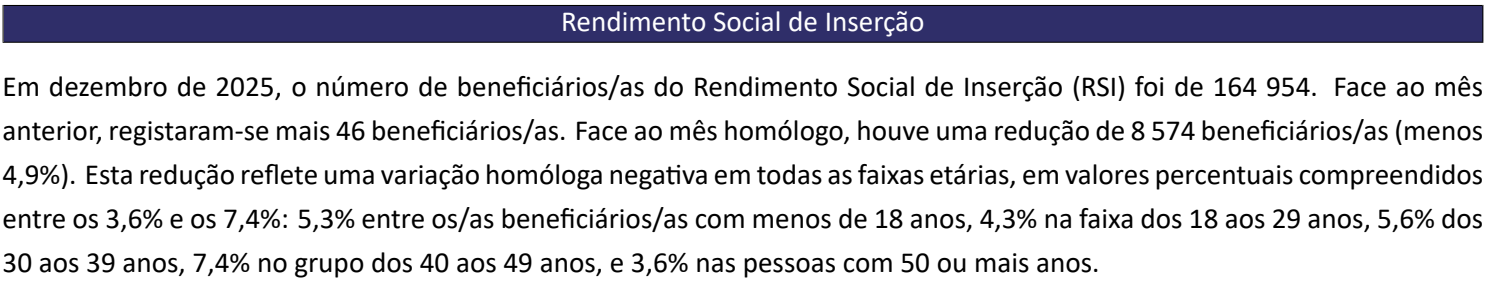 Rendimento Social de Inserção
Em dezembro de 2025, o número de beneficiários/as do Rendimento Social de Inserção (RSI) foi de 164 954. Face ao mês
anterior, registaram-se mais 46 beneficiários/as. Face ao mês homólogo, houve uma redução de 8 574 beneficiários/as (menos
4,9%). Esta redução reflete uma variação homóloga negativa em todas as faixas etárias, em valores percentuais compreendidos
entre os 3,6% e os 7,4%: 5,3% entre os/as beneficiários/as com menos de 18 anos, 4,3% na faixa dos 18 aos 29 anos, 5,6% dos
30 aos 39 anos, 7,4% no grupo dos 40 aos 49 anos, e 3,6% nas pessoas com 50 ou mais anos.